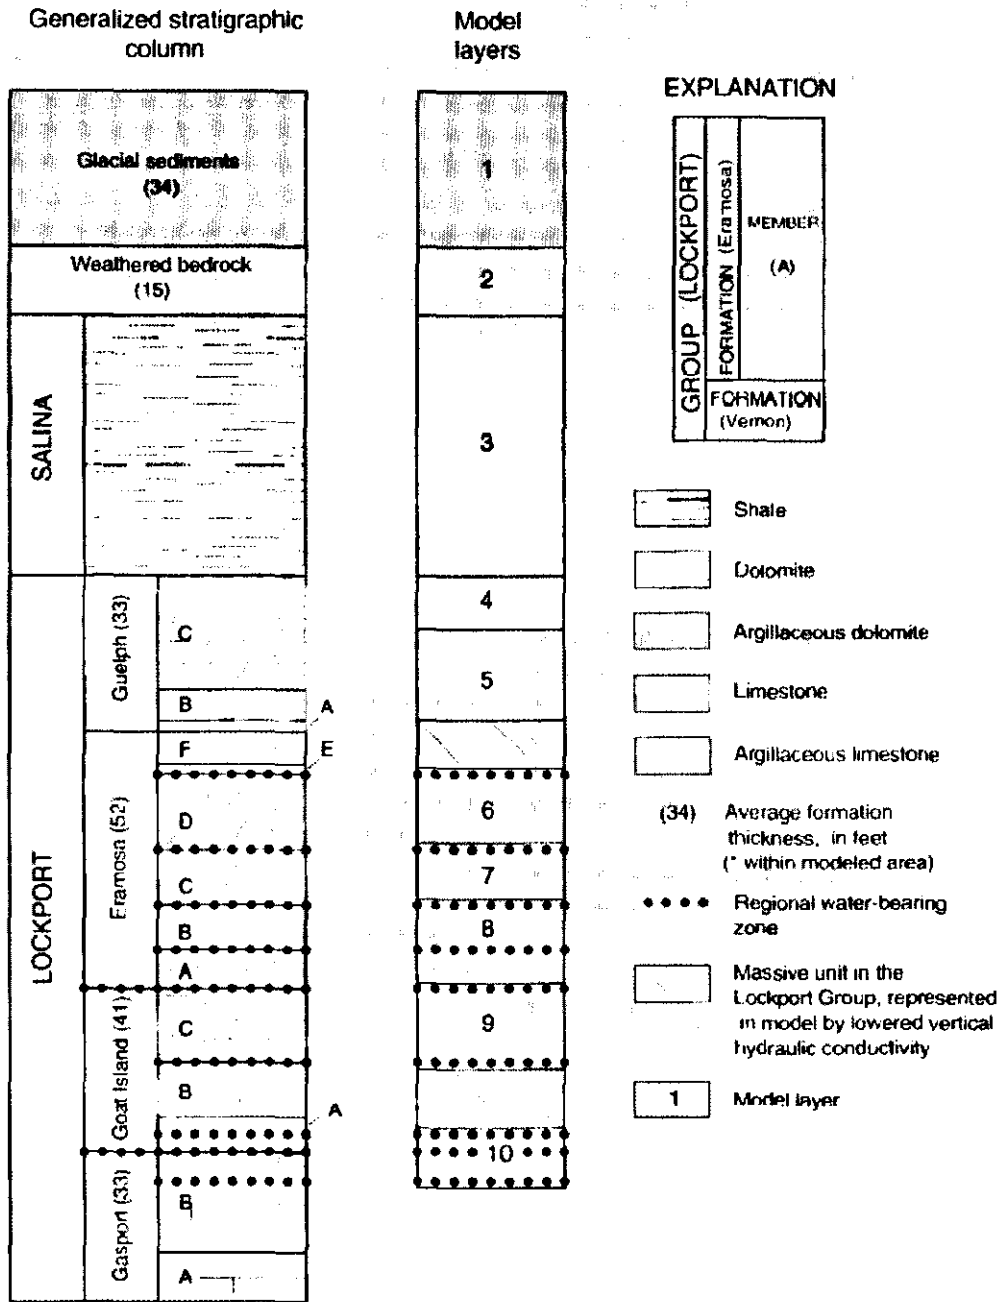 Generalized stratigraphic
column
Glacial sediments
(34)
Weathered bedrock
(15)
SALINA
LOCKPORT
Guelph (33)
C
B
A
Eramosa (52)
F
E
D
C
B
A
Goat Island (41)
C
B
A
Gasport (33)
B
A
Model
layers
1
2
3
4
5
6
7
8
9
10
EXPLANATION
GROUP (LOCKPORT)
FORMATION (Eramosa)
MEMBER
(A)
FORMATION
(Vernon)
Shale
Dolomite
Argillaceous dolomite
Limestone
Argillaceous limestone
(34) Average formation
thickness, in feet
(* within modeled area)
Regional water-bearing
zone
Massive unit in the
Lockport Group, represented
in model by lowered vertical
hydraulic conductivity
1 Model layer